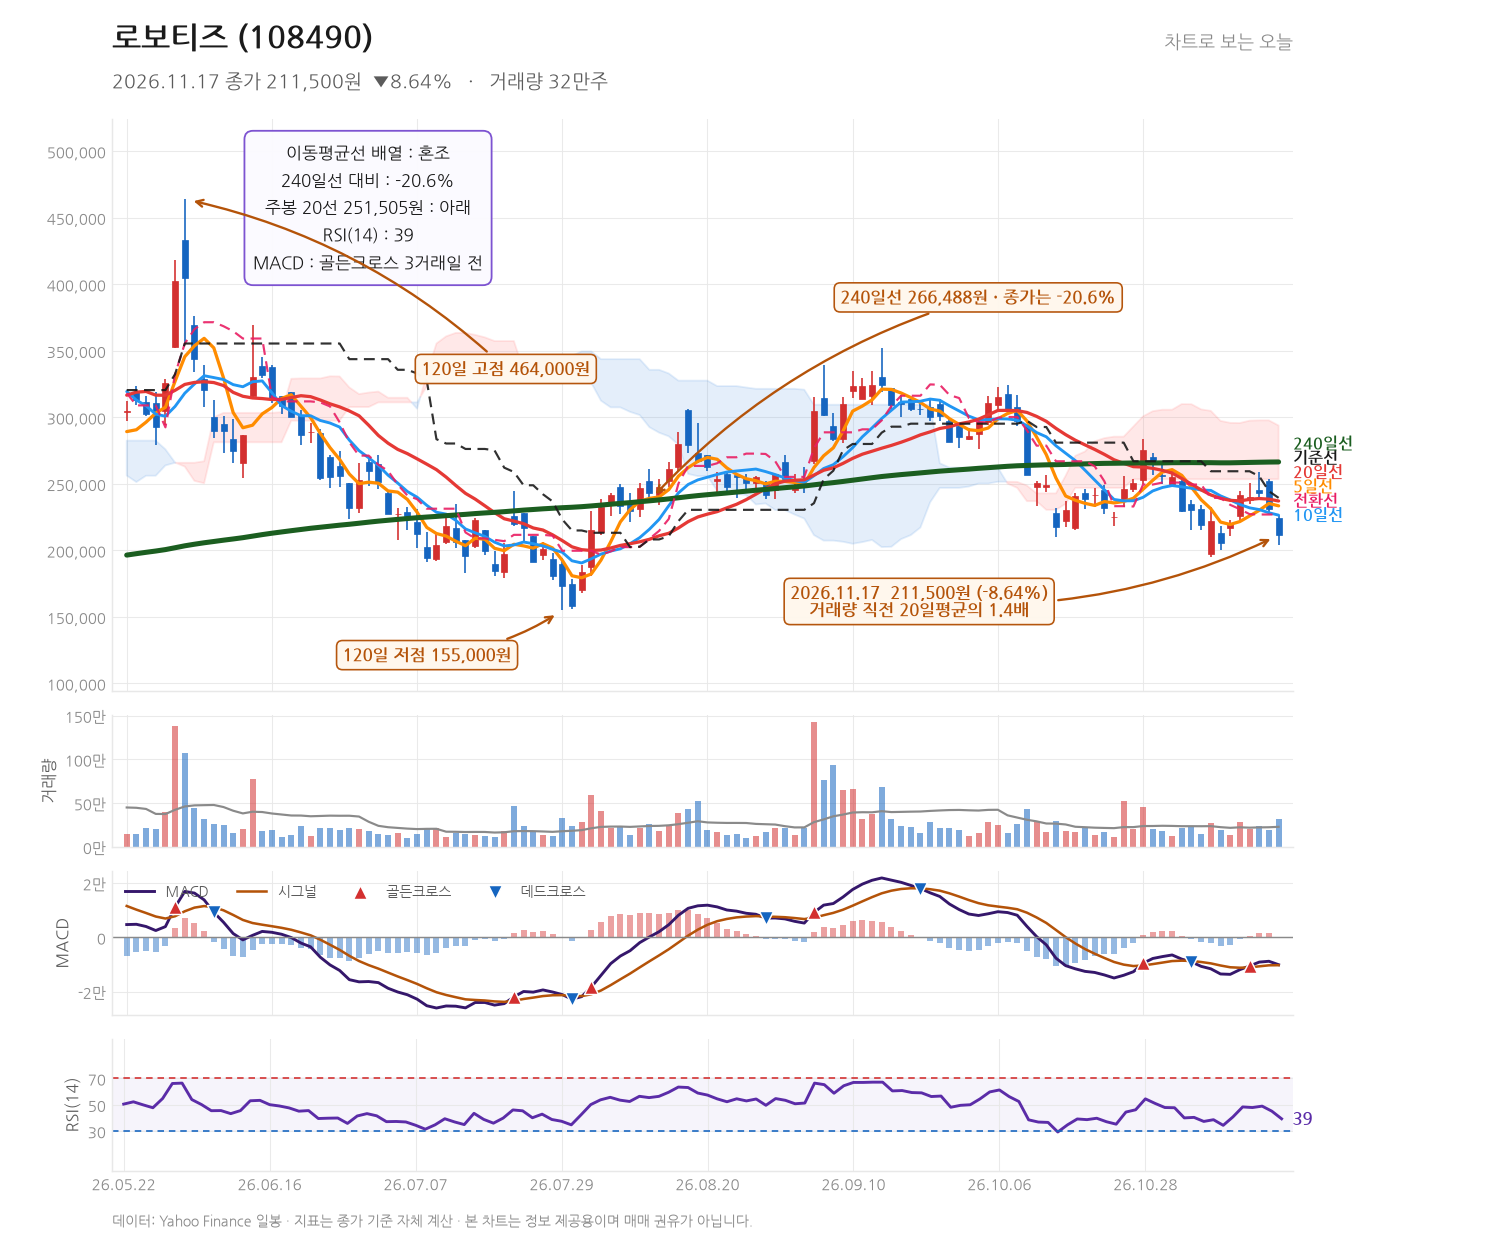 로보티즈 (108490)
차트로 보는 오늘
2026.11.17 종가 211,500원 ▼8.64% · 거래량 32만주
500,000
450,000
400,000
350,000
300,000
250,000
200,000
150,000
100,000
이동평균선 배열 : 혼조
240일선 대비 : -20.6%
주봉 20선 251,505원 : 아래
RSI(14) : 39
MACD : 골든크로스 3거래일 전
120일 고점 464,000원
240일선 266,488원 · 종가는 -20.6%
2026.11.17 211,500원 (-8.64%)
거래량 직전 20일평균의 1.4배
120일 저점 155,000원
240일선
기준선
20일선
5일선
전환선
10일선
거래량
150만
100만
50만
0만
MACD
2만
0
-2만
MACD
시그널
골든크로스
데드크로스
RSI(14)
70
50
30
39
26.05.22
26.06.16
26.07.07
26.07.29
26.08.20
26.09.10
26.10.06
26.10.28
데이터: Yahoo Finance 일봉 · 지표는 종가 기준 자체 계산 · 본 차트는 정보 제공용이며 매매 권유가 아닙니다.